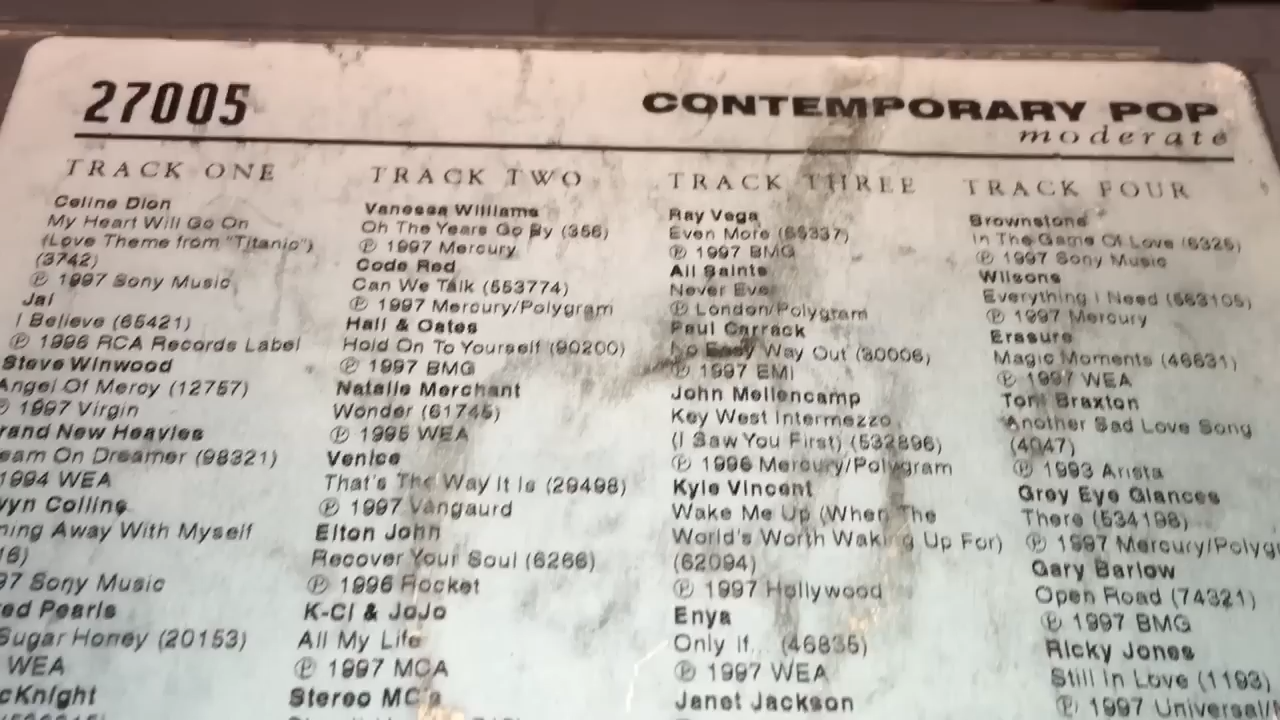 27005
CONTEMPORARY POP
moderate
TRACK ONE
Celine Dion
My Heart Will Go On
(Love Theme from "Titanic")
(3742)
℗ 1997 Sony Music
Jai
I Believe (65421)
℗ 1996 RCA Records Label
Steve Winwood
Angel Of Mercy (12757)
℗ 1997 Virgin
rand New Heavies
eam On Dreamer (98321)
1994 WEA
wyn Collins
ning Away With Myself
16)
97 Sony Music
ed Pearls
Sugar Honey (20153)
WEA
cKnight
TRACK TWO
Vanessa Williams
Oh The Years Go By (356)
℗ 1997 Mercury
Code Red
Can We Talk (553774)
℗ 1997 Mercury/Polygram
Hall & Oates
Hold On To Yourself (90200)
℗ 1997 BMG
Natalie Merchant
Wonder (61745)
℗ 1995 WEA
Venice
That's The Way It Is (29498)
℗ 1997 Vangaurd
Elton John
Recover Your Soul (6266)
℗ 1996 Rocket
K-Ci & JoJo
All My Life
℗ 1997 MCA
Stereo MC's
TRACK THREE
Ray Vega
Even More (65337)
℗ 1997 BMG
All Saints
Never Ever
℗ London/Polygram
Paul Carrack
No Easy Way Out (30006)
℗ 1997 EMI
John Mellencamp
Key West Intermezzo
(I Saw You First) (532896)
℗ 1996 Mercury/Polygram
Kyle Vincent
Wake Me Up (When The
World's Worth Waking Up For)
(62094)
℗ 1997 Hollywood
Enya
Only If... (46835)
℗ 1997 WEA
Janet Jackson
TRACK FOUR
Brownstone
In The Game Of Love (6325)
℗ 1997 Sony Music
Wilsons
Everything I Need (553105)
℗ 1997 Mercury
Erasure
Magic Moments (46631)
℗ 1997 WEA
Toni Braxton
Another Sad Love Song
(4047)
℗ 1993 Arista
Grey Eye Glances
There (534198)
℗ 1997 Mercury/Polyg
Gary Barlow
Open Road (74321)
℗ 1997 BMG
Ricky Jones
Still In Love (1193)
℗ 1997 Universal/